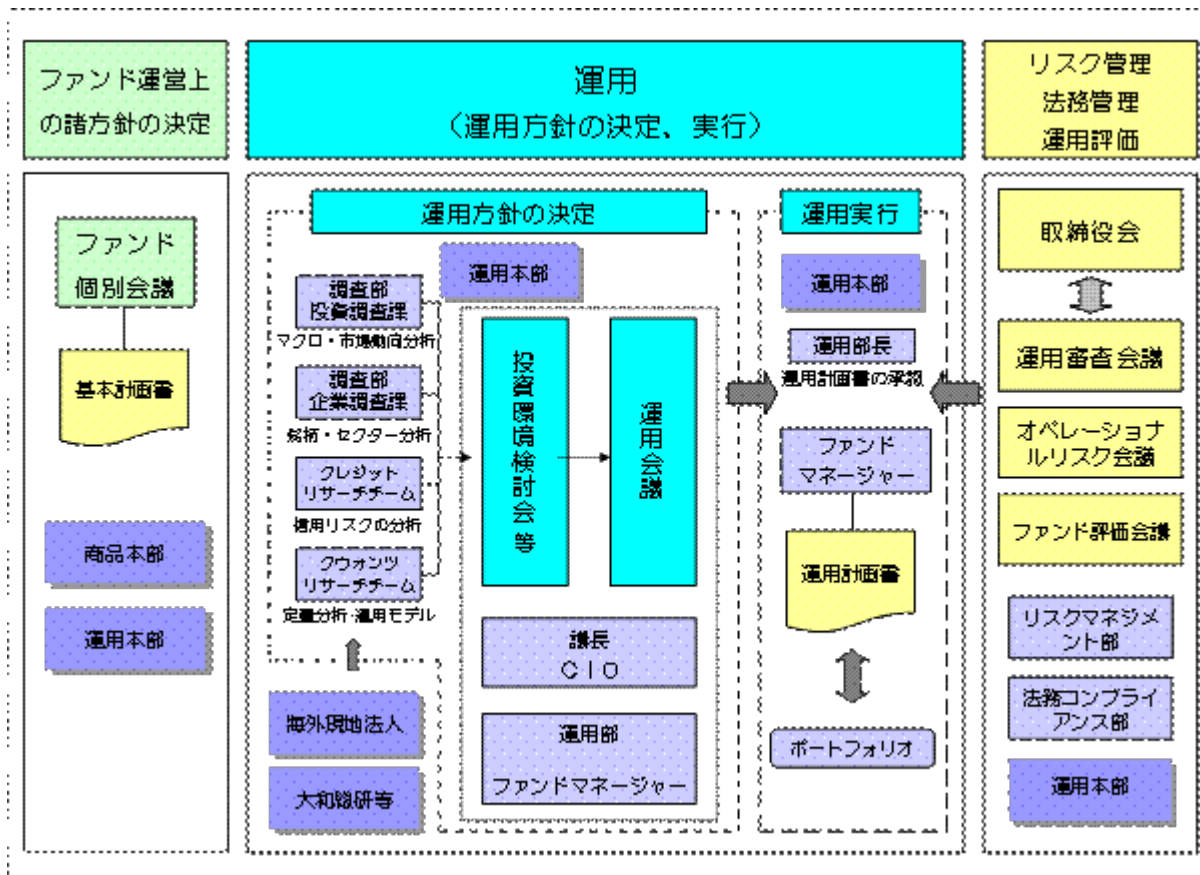 ファンド運営上
の諸方針の決定
運用
（運用方針の決定、実行）
リスク管理
法務管理
運用評価
ファンド
個別会議
基本計画書
商品本部
運用本部
運用方針の決定
運用本部
調査部
投資調査課
マクロ・市場動向分析
調査部
企業調査課
銘柄・セクター分析
クレジット
リサーチチーム
信用リスクの分析
クウォンツ
リサーチチーム
定量分析・運用モデル
海外現地法人
大和総研等
投資環境検討会等
運用会議
議長
ＣＩＯ
運用部
ファンドマネージャー
運用実行
運用本部
運用部長
運用計画書の承認
ファンド
マネージャー
運用計画書
ポートフォリオ
取締役会
運用審査会議
オペレーショナ
ルリスク会議
ファンド評価会議
リスクマネジメ
ント部
法務コンプライ
アンス部
運用本部